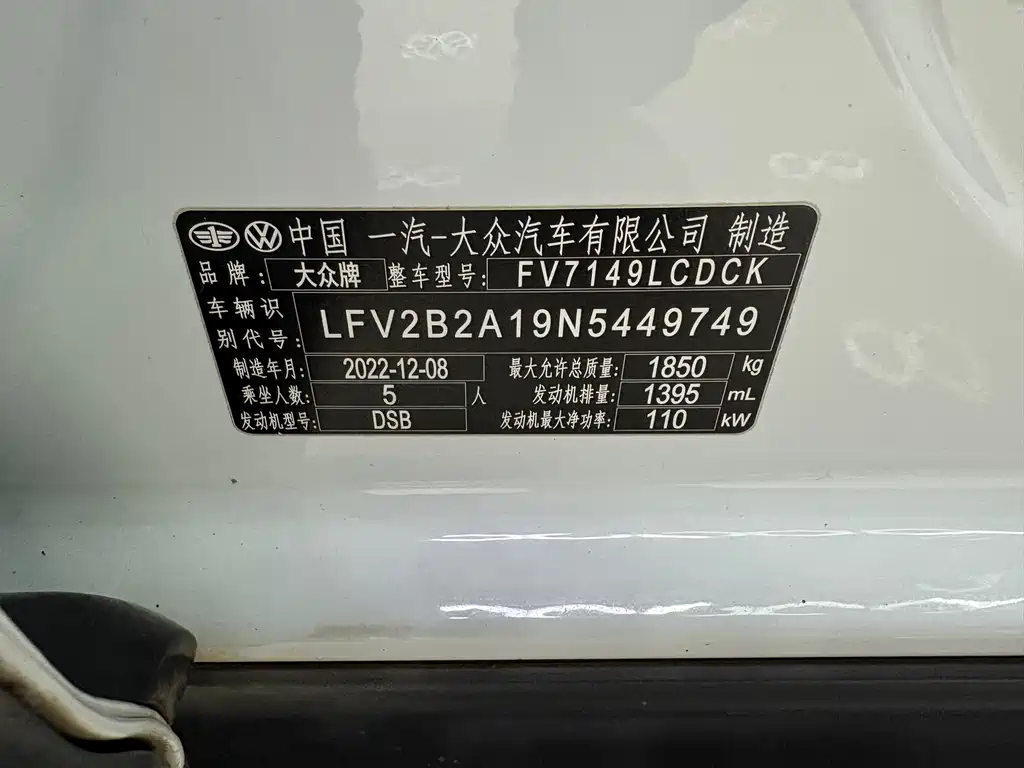 中国 一汽-大众汽车有限公司 制造
品牌: 大众牌 整车型号: FV7149LCDCK
车辆识
别代号: LFV2B2A19N5449749
制造年月: 2022-12-08 最大允许总质量: 1850 kg
乘坐人数: 5 人 发动机排量: 1395 mL
发动机型号: DSB 发动机最大净功率: 110 kW